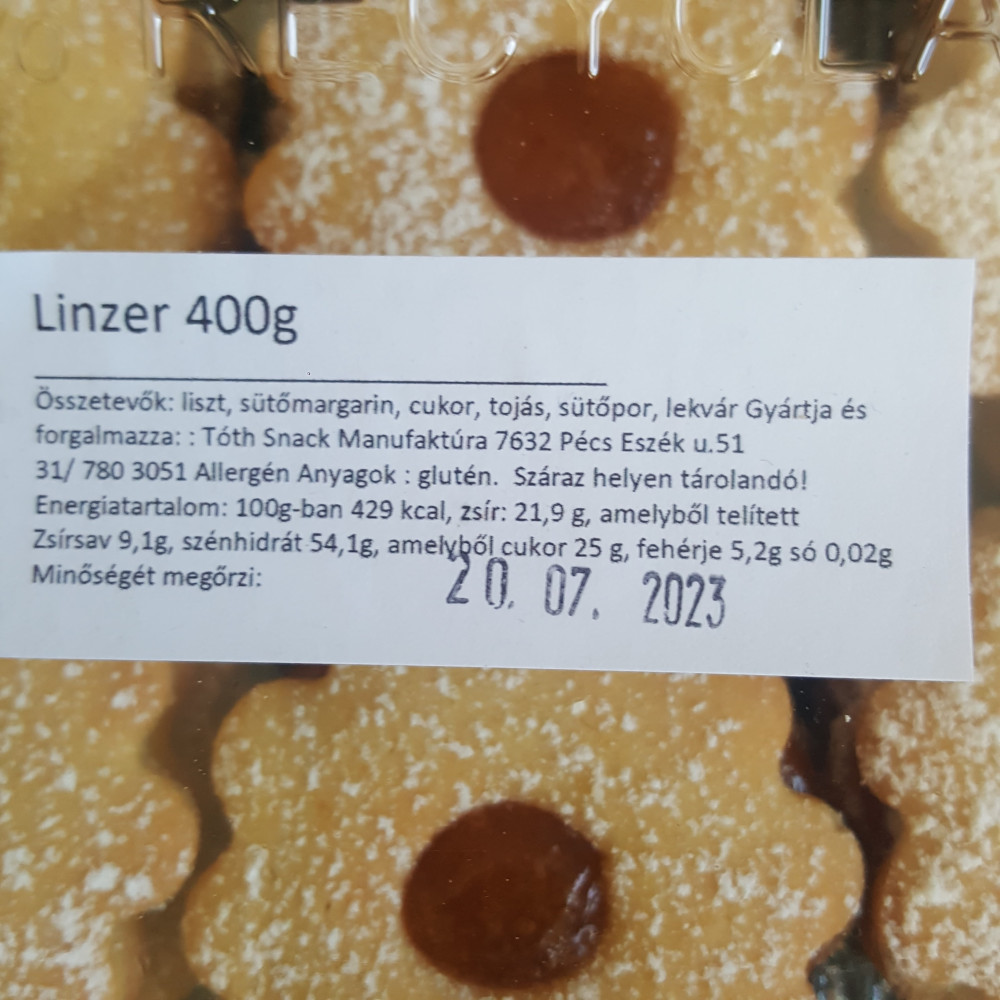 RECYCLA
Linzer 400g
Összetevők: liszt, sütőmargarin, cukor, tojás, sütőpor, lekvár Gyártja és
forgalmazza: : Tóth Snack Manufaktúra 7632 Pécs Eszék u.51
31/ 780 3051 Allergén Anyagok : glutén. Száraz helyen tárolandó!
Energiatartalom: 100g-ban 429 kcal, zsír: 21,9 g, amelyből telített
Zsírsav 9,1g, szénhidrát 54,1g, amelyből cukor 25 g, fehérje 5,2g só 0,02g
Minőségét megőrzi: 20. 07. 2023